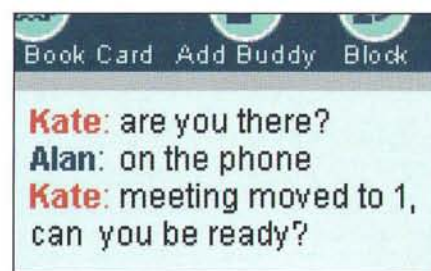 Book Card Add Buddy Block
Kate: are you there?
Alan: on the phone
Kate: meeting moved to 1,
can you be ready?